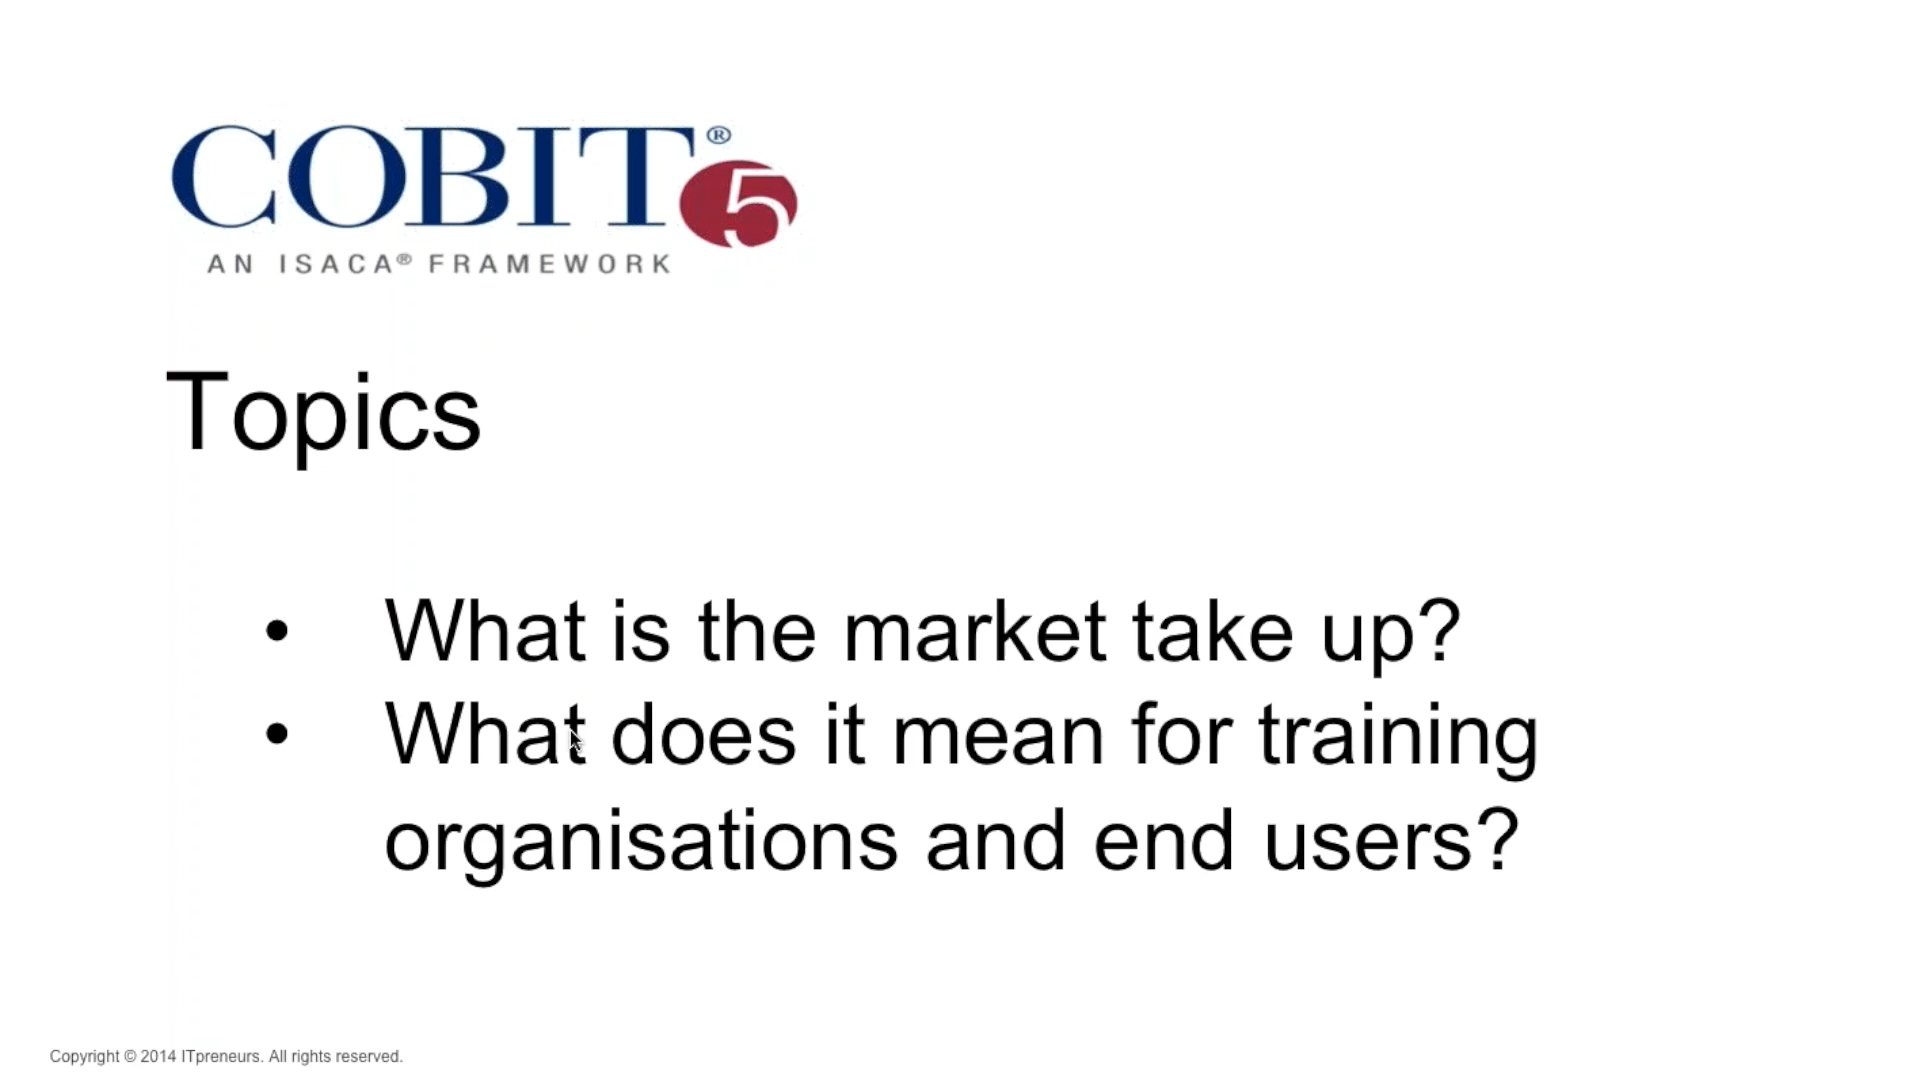 COBIT® 5
AN ISACA® FRAMEWORK
Topics
• What is the market take up?
• What does it mean for training
organisations and end users?
Copyright © 2014 ITpreneurs. All rights reserved.